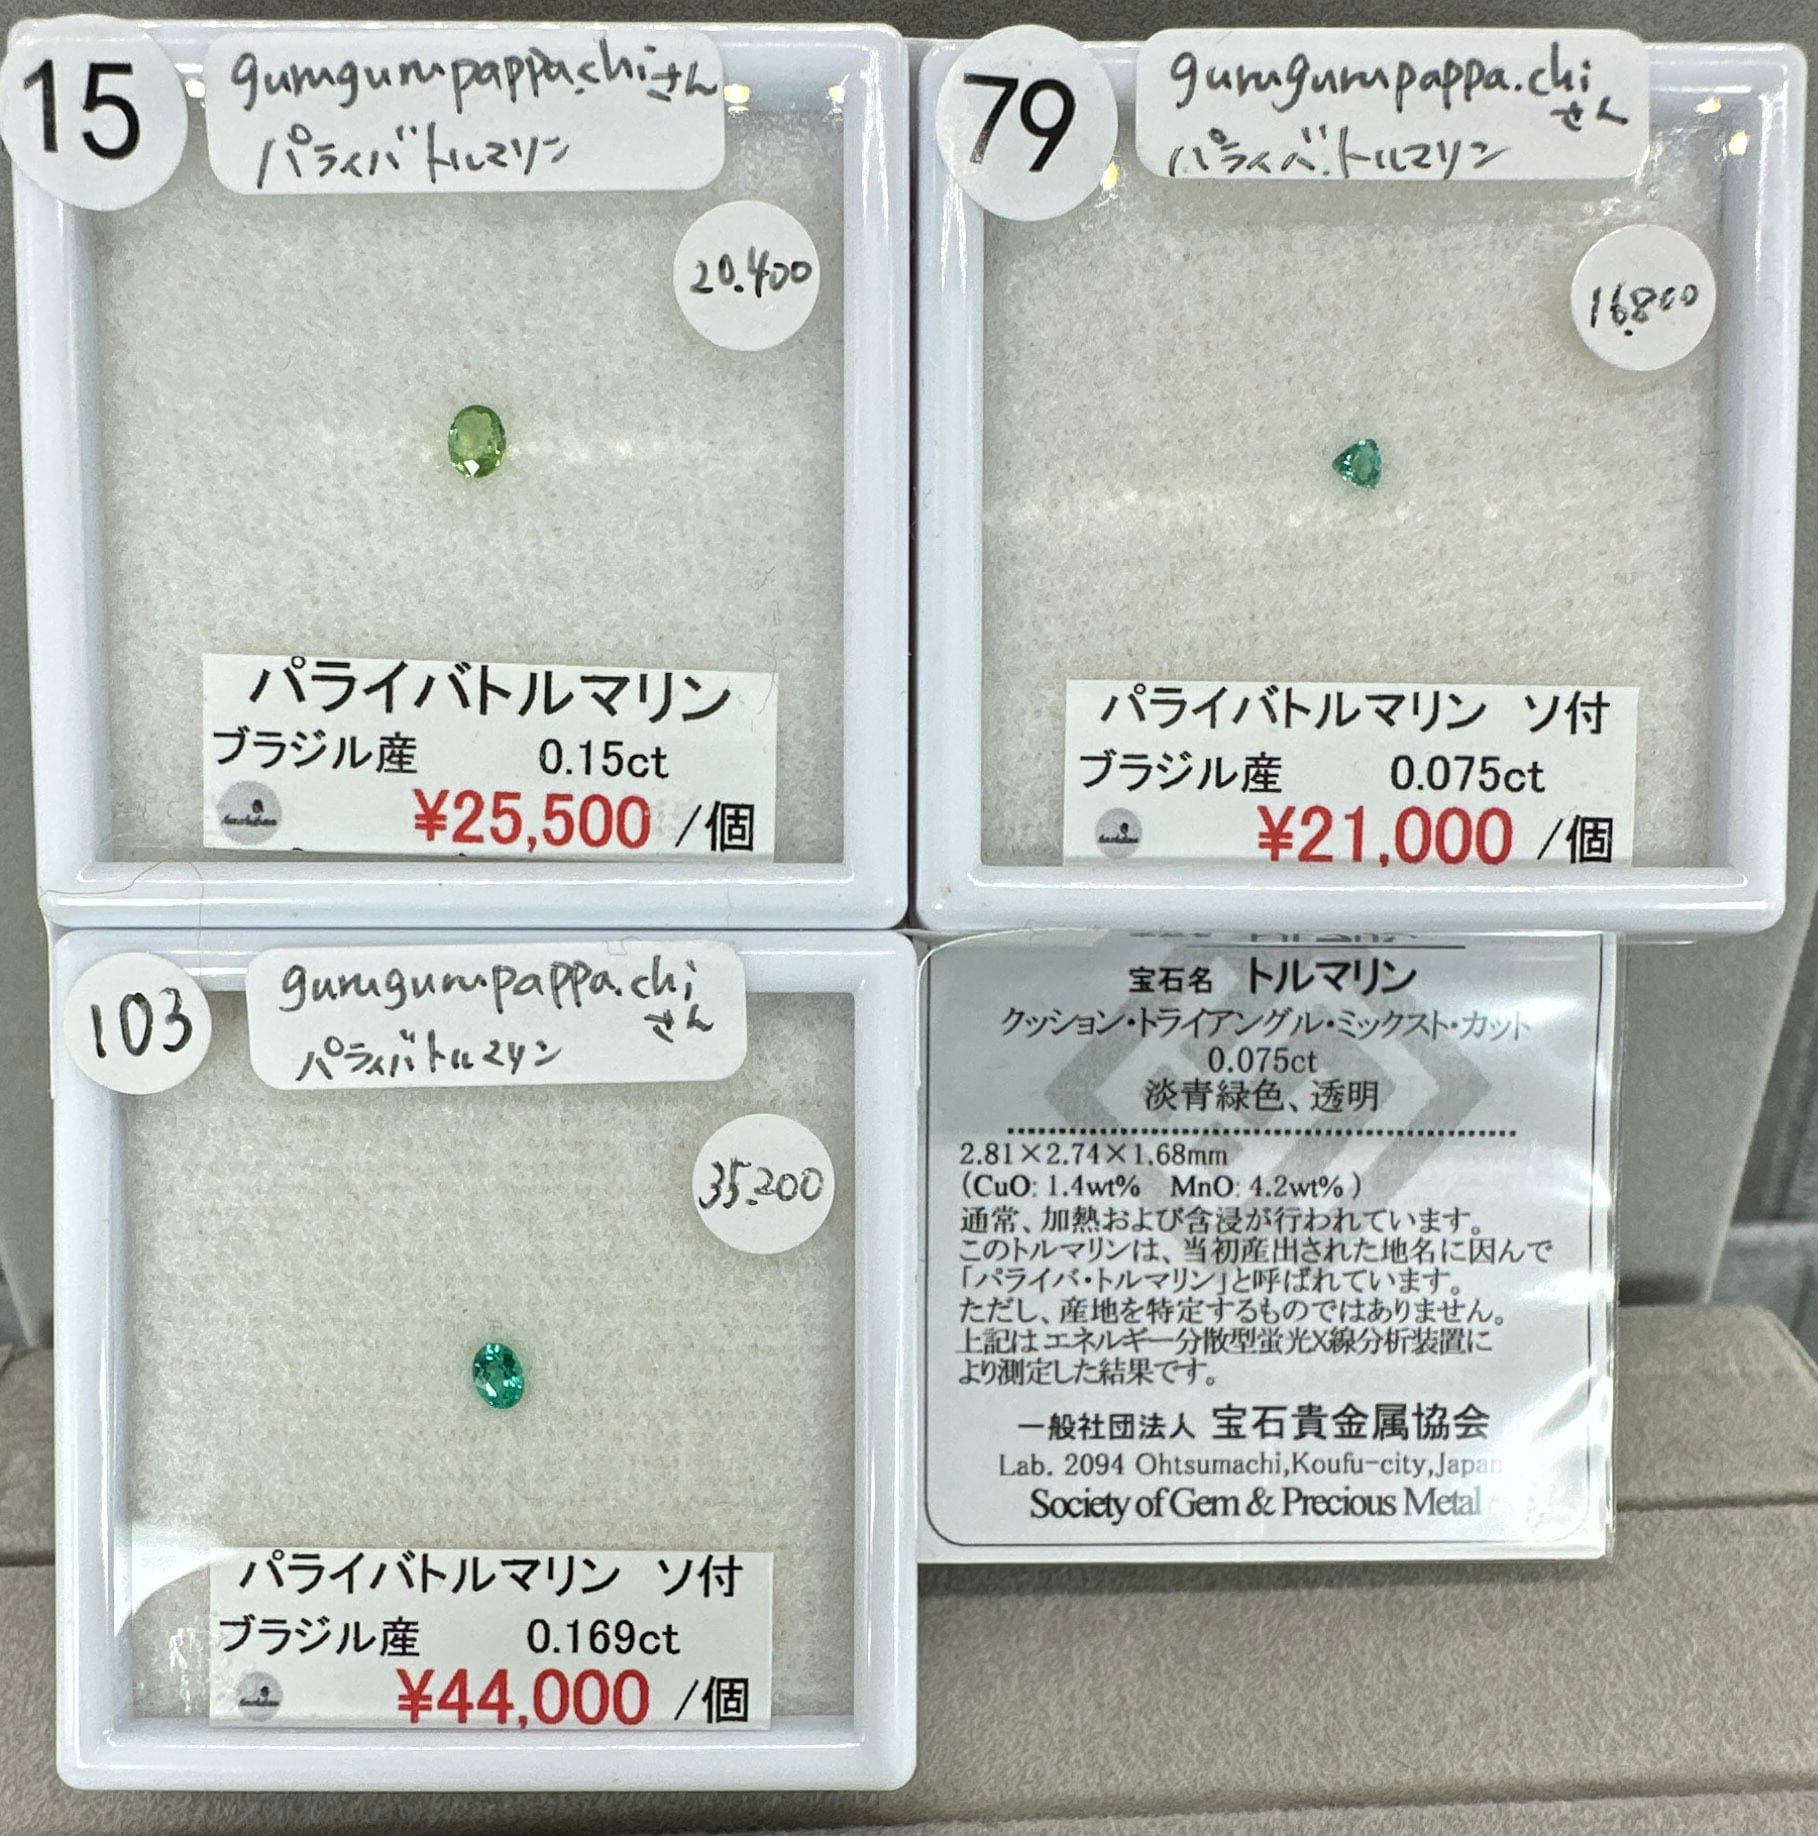 15
gurugurupappa.chiさん
パライバトルマリン
20.400
パライバトルマリン
ブラジル産 0.15ct
¥25,500 /個
79
gurugurupappa.chi
さん
パライバトルマリン
16.800
パライバトルマリン ソ付
ブラジル産 0.075ct
¥21,000 /個
103
gurugurupappa.chi
さん
パライバトルマリン
35.200
パライバトルマリン ソ付
ブラジル産 0.169ct
¥44,000 /個
宝石名 トルマリン
クッション・トライアングル・ミックスト・カット
0.075ct
淡青緑色、透明
2.81×2.74×1.68mm
(CuO: 1.4wt% MnO: 4.2wt%)
通常、加熱および含浸が行われています。
このトルマリンは、当初産出された地名に因んで
「パライバ・トルマリン」と呼ばれています。
ただし、産地を特定するものではありません。
上記はエネルギー分散型蛍光X線分析装置に
より測定した結果です。
一般社団法人 宝石貴金属協会
Lab. 2094 Ohtsumachi,Koufu-city,Japan
Society of Gem & Precious Metal